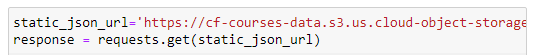 static_json_url='https://cf-courses-data.s3.us.cloud-object-storage
response = requests.get(static_json_url)